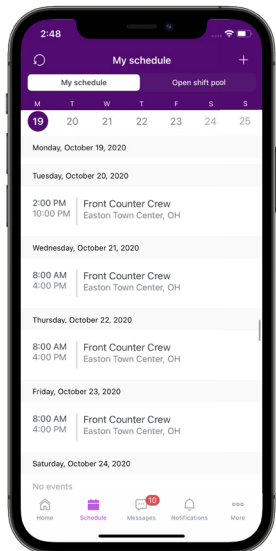 2:48
My schedule
My schedule Open shift pool
M T W T F S S
19 20 21 22 23 24 25
Monday, October 19, 2020
Tuesday, October 20, 2020
2:00 PM Front Counter Crew
10:00 PM Easton Town Center, OH
Wednesday, October 21, 2020
8:00 AM Front Counter Crew
4:00 PM Easton Town Center, OH
Thursday, October 22, 2020
8:00 AM Front Counter Crew
4:00 PM Easton Town Center, OH
Friday, October 23, 2020
8:00 AM Front Counter Crew
4:00 PM Easton Town Center, OH
Saturday, October 24, 2020
No events
10
Home Schedule Messages Notifications More